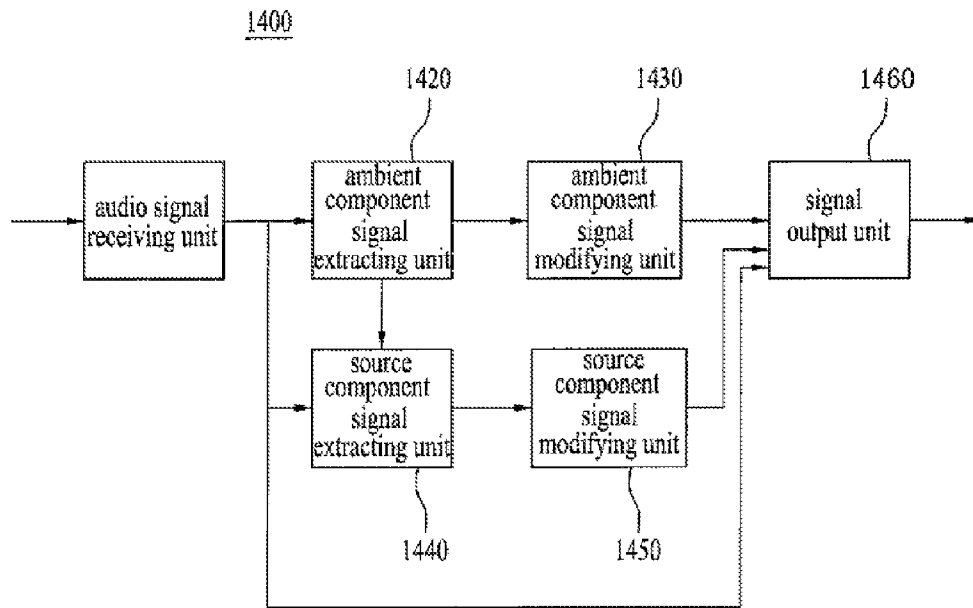 1400
1420
1430
1460
audio signal
receiving unit
ambient
component
signal
extracting unit
ambient
component
signal
modifying unit
signal
output unit
source
component
signal
extracting unit
source
component
signal
modifying unit
1440
1450